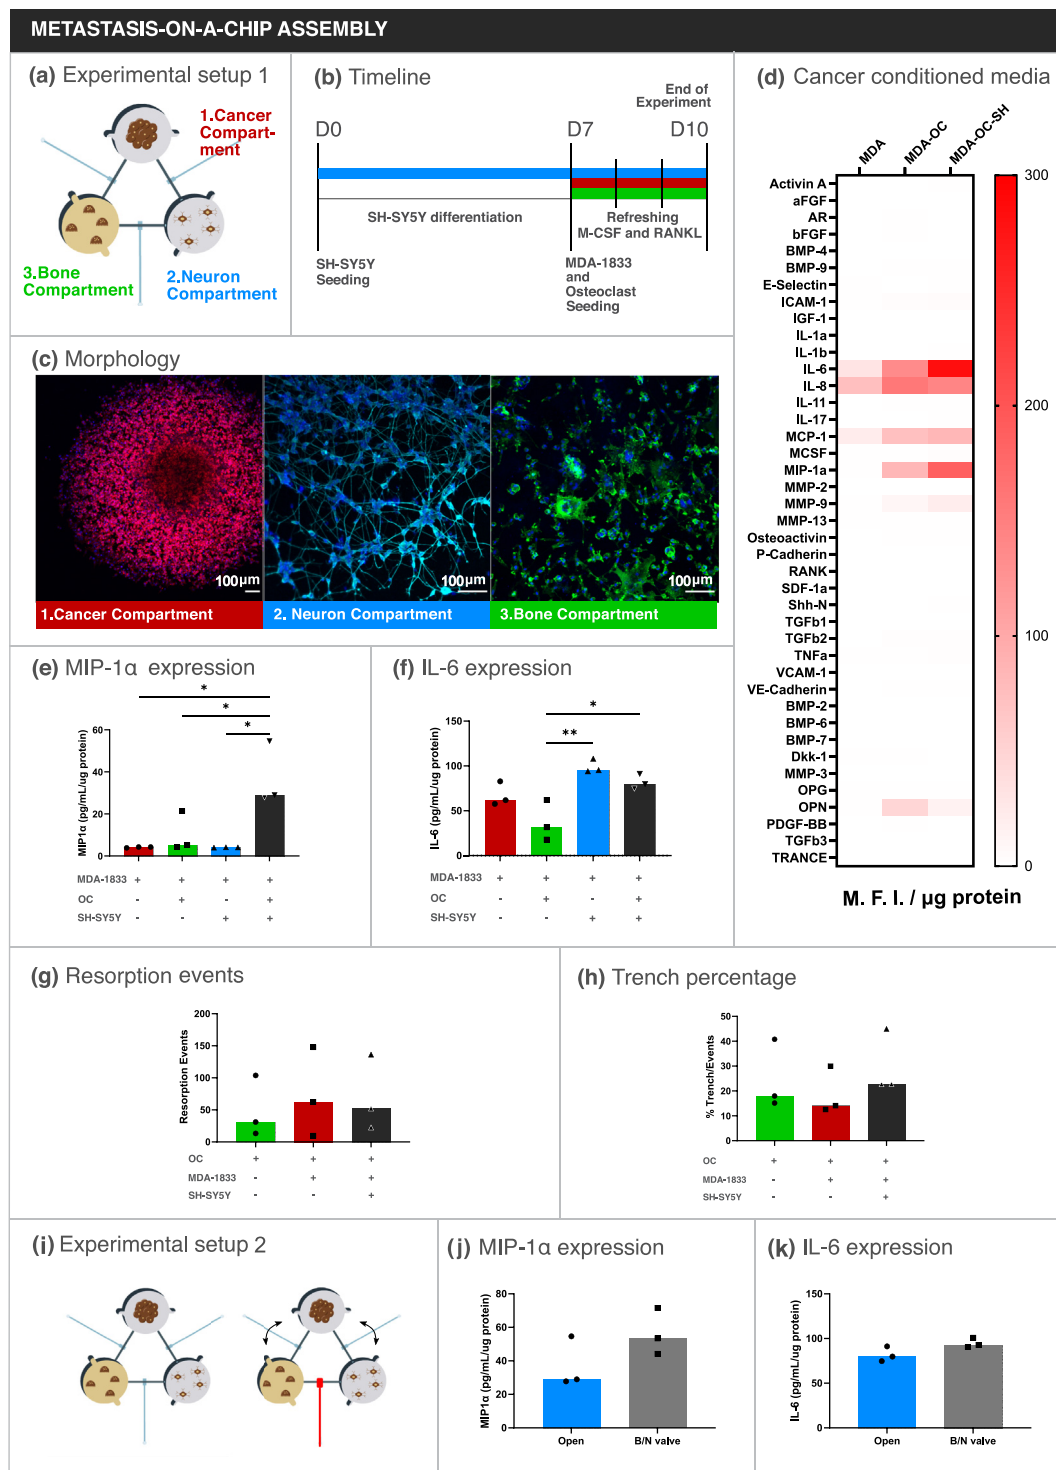 METASTASIS-ON-A-CHIP ASSEMBLY
(a) Experimental setup 1
1.Cancer
Compart-
ment
3.Bone
Compartment
2.Neuron
Compartment
(b) Timeline
End of
Experiment
D0
D7
D10
SH-SY5Y differentiation
Refreshing
M-CSF and RANKL
SH-SY5Y
Seeding
MDA-1833
and
Osteoclast
Seeding
(c) Morphology
100µm
100µm
100µm
1.Cancer Compartment
2. Neuron Compartment
3.Bone Compartment
(d) Cancer conditioned media
MDA
MDA-OC
MDA-OC-SH
Activin A
aFGF
AR
bFGF
BMP-4
BMP-9
E-Selectin
ICAM-1
IGF-1
IL-1a
IL-1b
IL-6
IL-8
IL-11
IL-17
MCP-1
MCSF
MIP-1a
MMP-2
MMP-9
MMP-13
Osteoactivin
P-Cadherin
RANK
SDF-1a
Shh-N
TGFb1
TGFb2
TNFa
VCAM-1
VE-Cadherin
BMP-2
BMP-6
BMP-7
Dkk-1
MMP-3
OPG
OPN
PDGF-BB
TGFb3
TRANCE
300
200
100
0
M. F. I. / µg protein
(e) MIP-1α expression
MIP1α (pg/mL/ug protein)
60
40
20
0
*
*
*
MDA-1833 + + + +
OC - + - +
SH-SY5Y - - + +
(f) IL-6 expression
IL-6 (pg/mL/ug protein)
150
100
50
0
*
**
MDA-1833 + + + +
OC - + - +
SH-SY5Y - - + +
(g) Resorption events
Resorption Events
200
150
100
50
0
OC + + +
MDA-1833 - + +
SH-SY5Y - - +
(h) Trench percentage
% Trench/Events
50
40
30
20
10
0
OC + + +
MDA-1833 - + +
SH-SY5Y - - +
(i) Experimental setup 2
(j) MIP-1α expression
MIP1α (pg/mL/ug protein)
80
60
40
20
0
Open
B/N valve
(k) IL-6 expression
IL-6 (pg/mL/ug protein)
150
100
50
0
Open
B/N valve